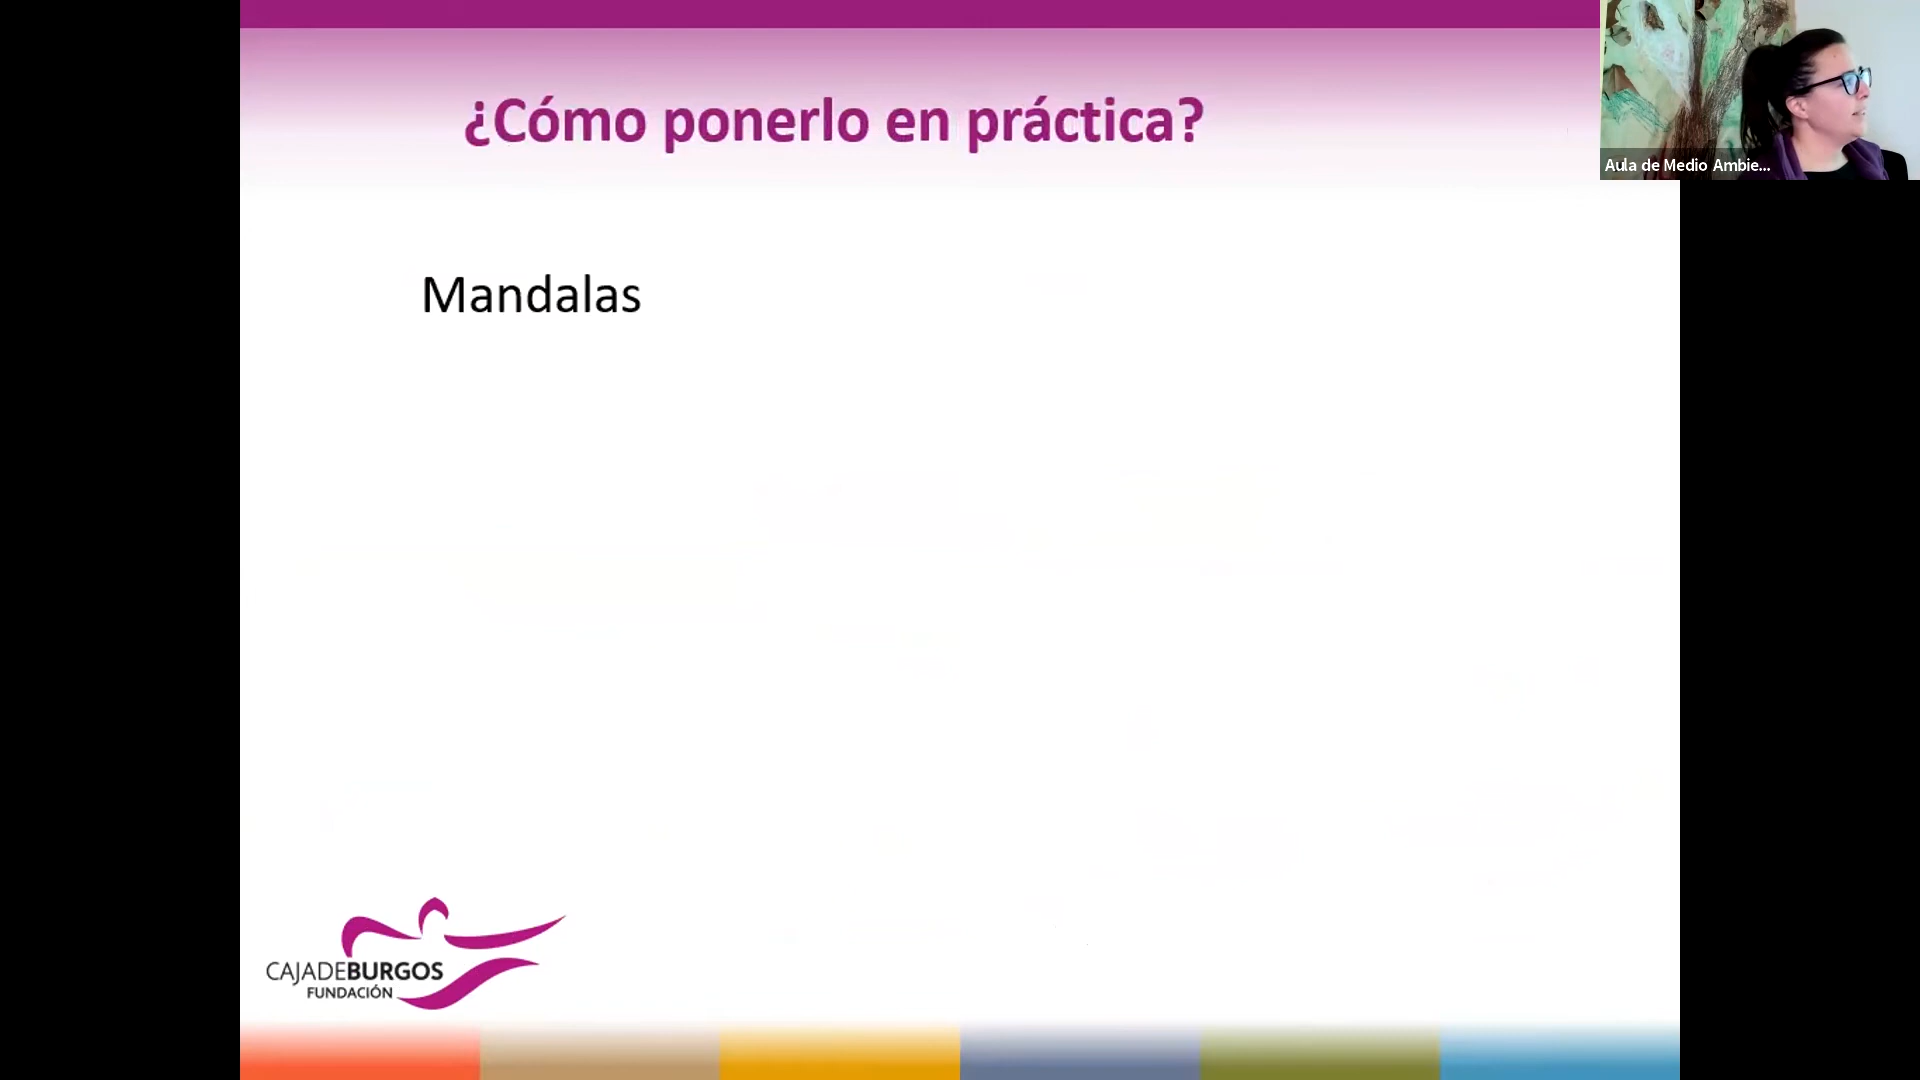 ¿Cómo ponerlo en práctica?
Aula de Medio Ambie...
Mandalas
CAJADEBURGOS
FUNDACIÓN